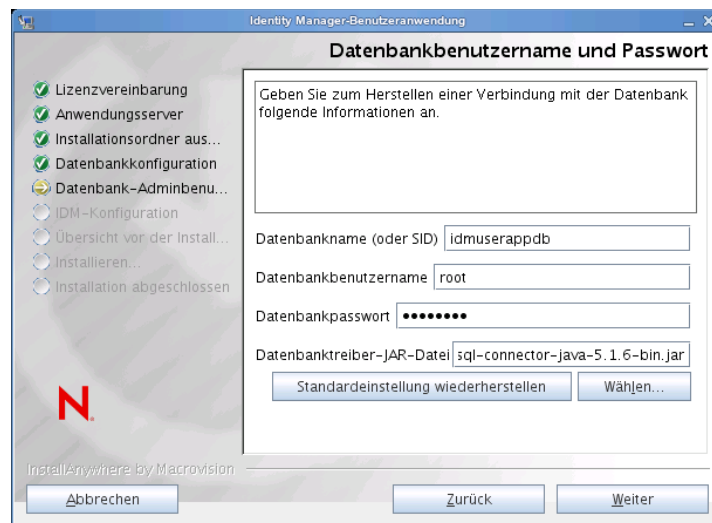 Identity Manager-Benutzeranwendung
Datenbankbenutzername und Passwort
Lizenzvereinbarung
Anwendungsserver
Installationsordner aus...
Datenbankkonfiguration
Datenbank-Adminbenu...
IDM-Konfiguration
Übersicht vor der Install...
Installieren...
Installation abgeschlossen
Geben Sie zum Herstellen einer Verbindung mit der Datenbank
folgende Informationen an.
Datenbankname (oder SID) idmuserappdb
Datenbankbenutzername root
Datenbankpasswort ••••••••
Datenbanktreiber-JAR-Datei sql-connector-java-5.1.6-bin.jar
Standardeinstellung wiederherstellen Wählen...
N
InstallAnywhere by Macrovision
Abbrechen Zurück Weiter